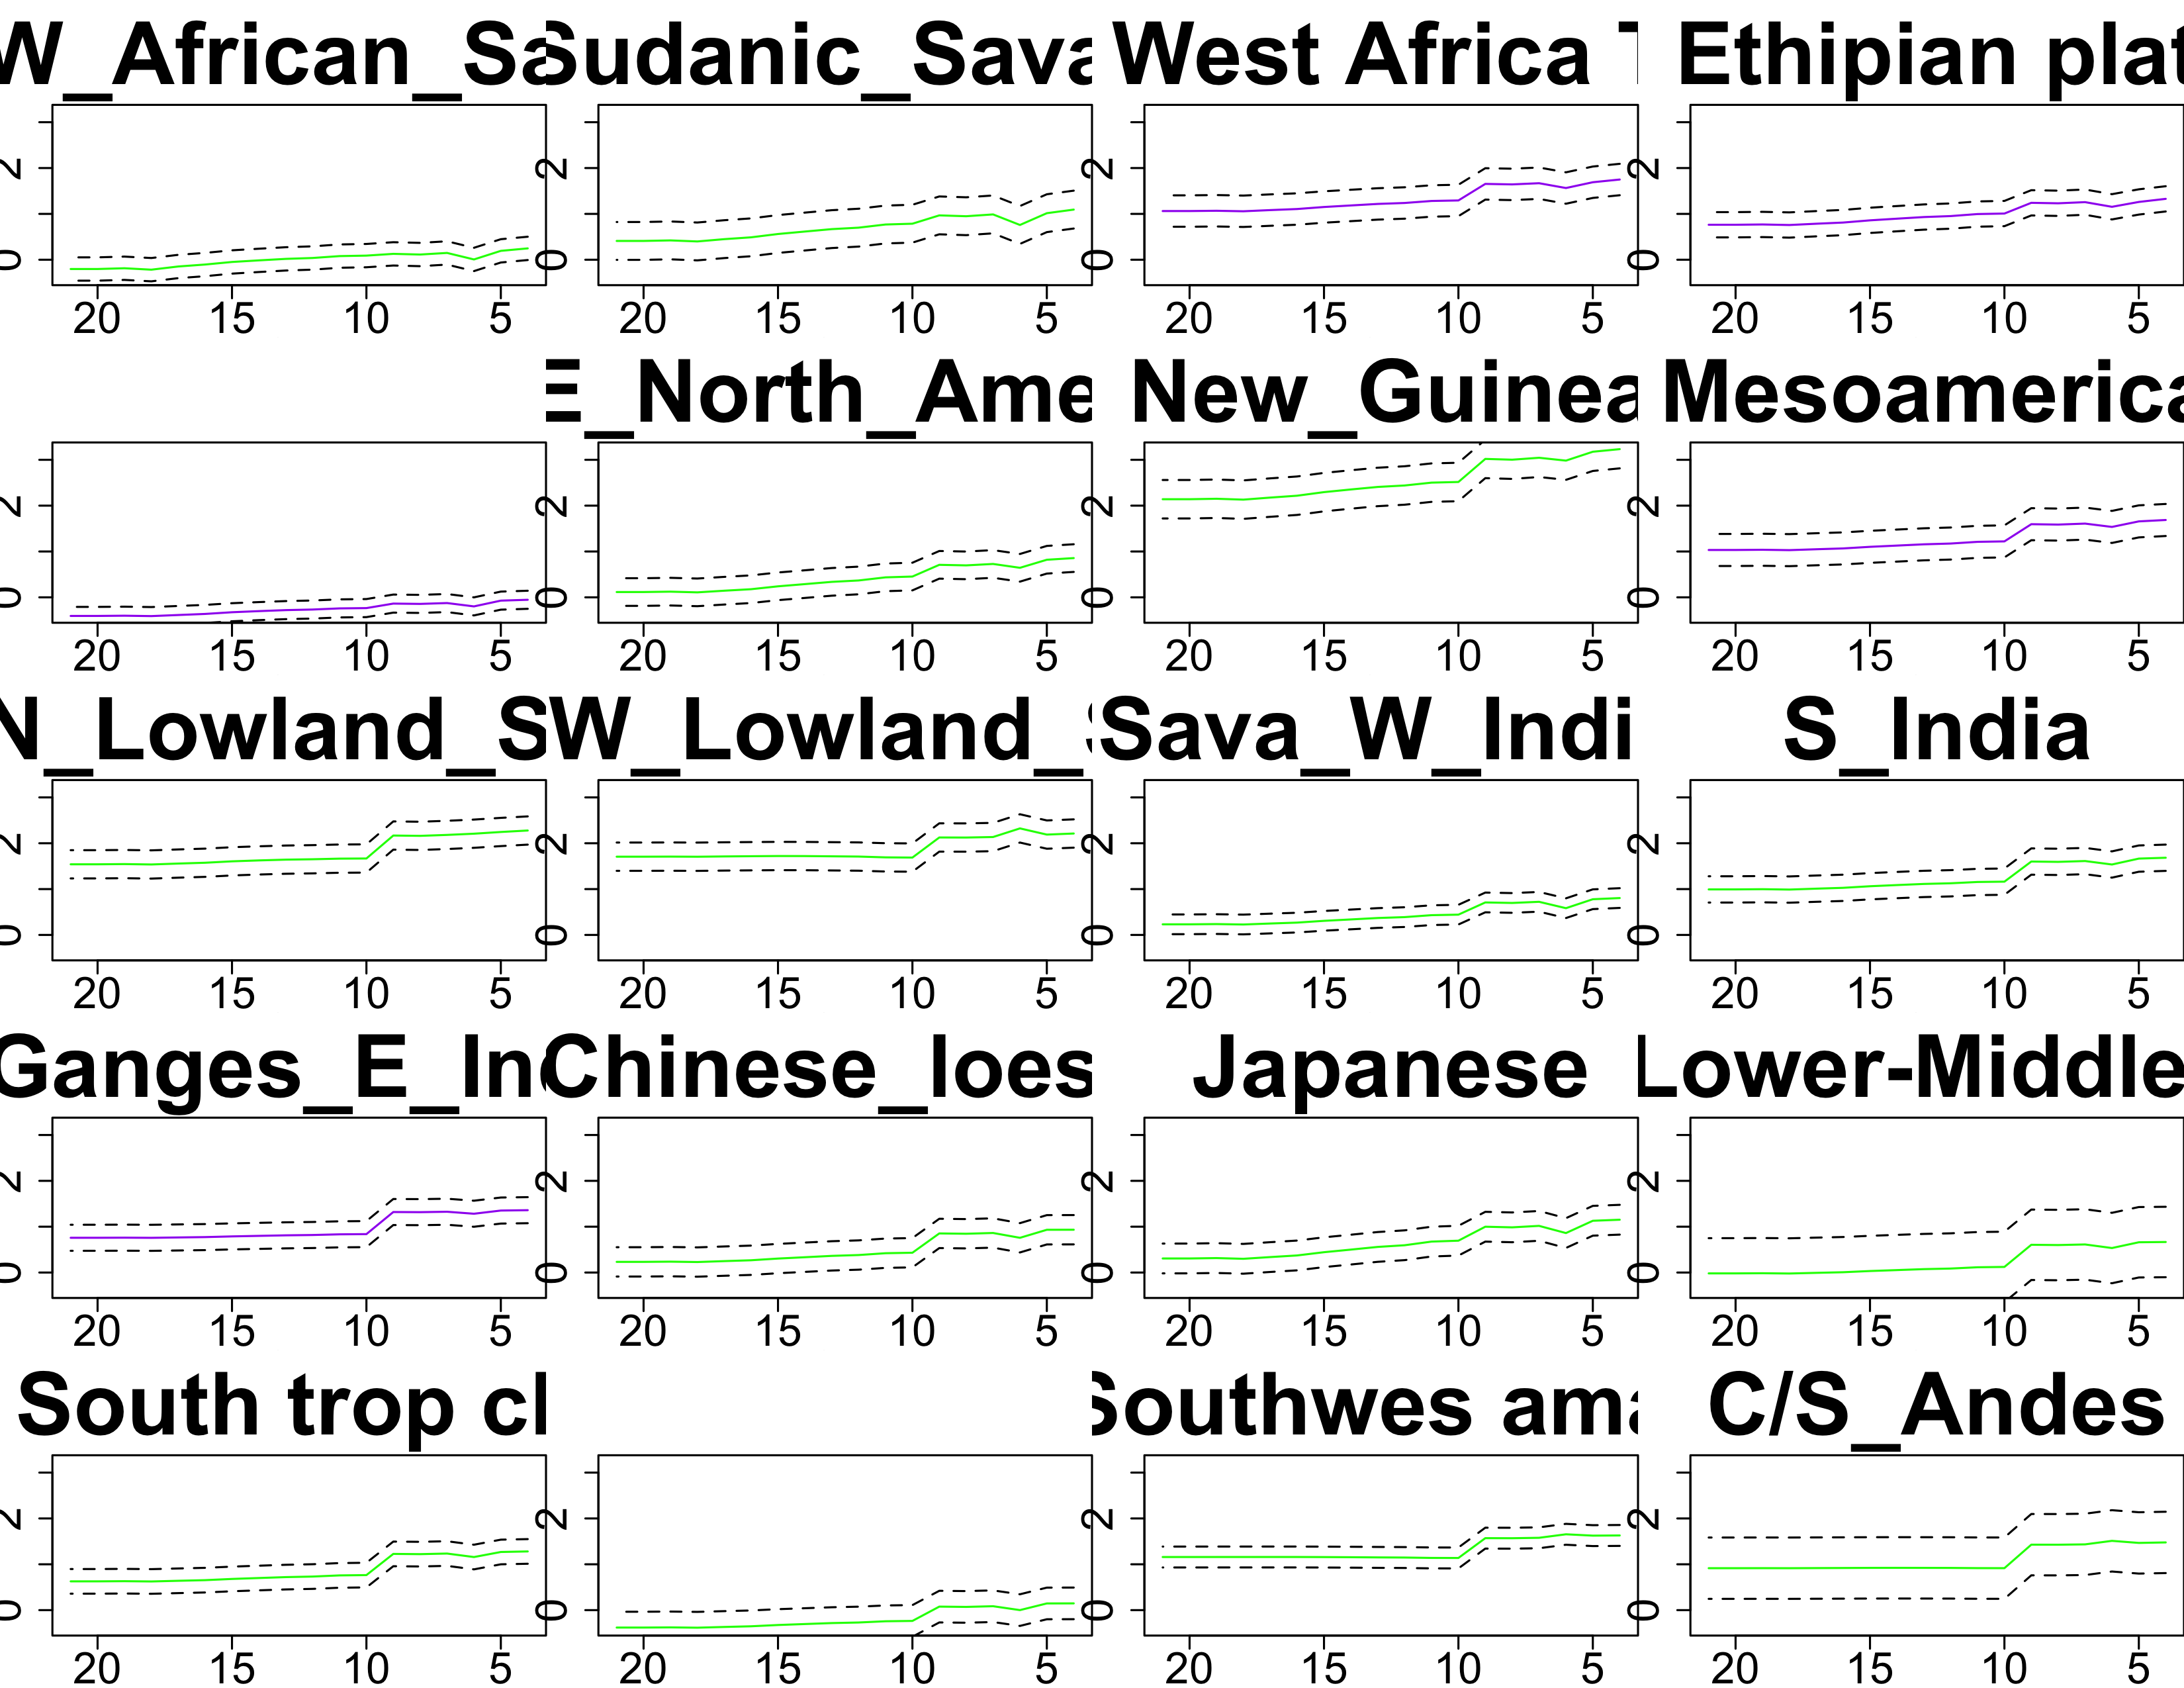 W_African_Sa Sudanic_Sava West Africa T Ethipian plat
2 0 2 0 2 0 2 0
20 15 10 5 20 15 10 5 20 15 10 5 20 15 10 5
E_North_Ame New_Guinea Mesoamerica
2 0 2 0 2 0 2 0
20 15 10 5 20 15 10 5 20 15 10 5 20 15 10 5
N_Lowland_S W_Lowland_S Sava_W_Indi S_India
2 0 2 0 2 0 2 0
20 15 10 5 20 15 10 5 20 15 10 5 20 15 10 5
Ganges_E_Ind Chinese_loes Japanese Lower-Middle
2 0 2 0 2 0 2 0
20 15 10 5 20 15 10 5 20 15 10 5 20 15 10 5
South trop cl Southwes ama C/S_Andes
2 0 2 0 2 0 2 0
20 15 10 5 20 15 10 5 20 15 10 5 20 15 10 5